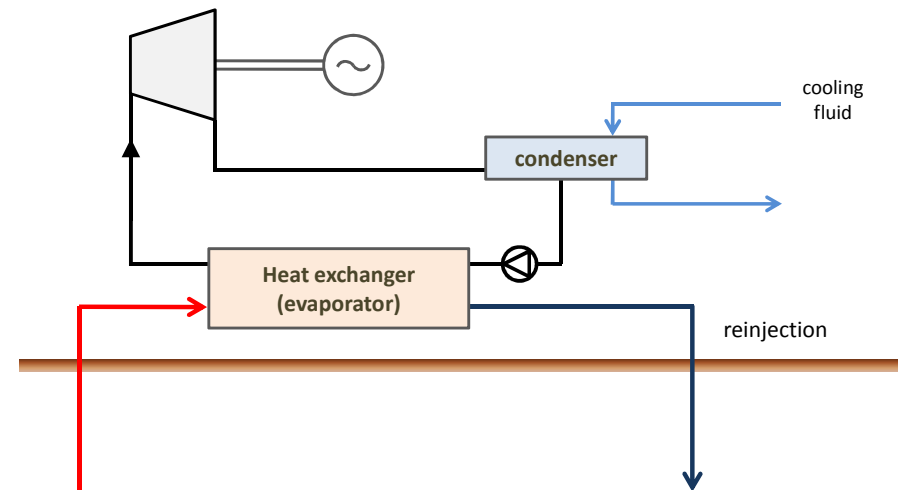 cooling
fluid
condenser
Heat exchanger
(evaporator)
reinjection